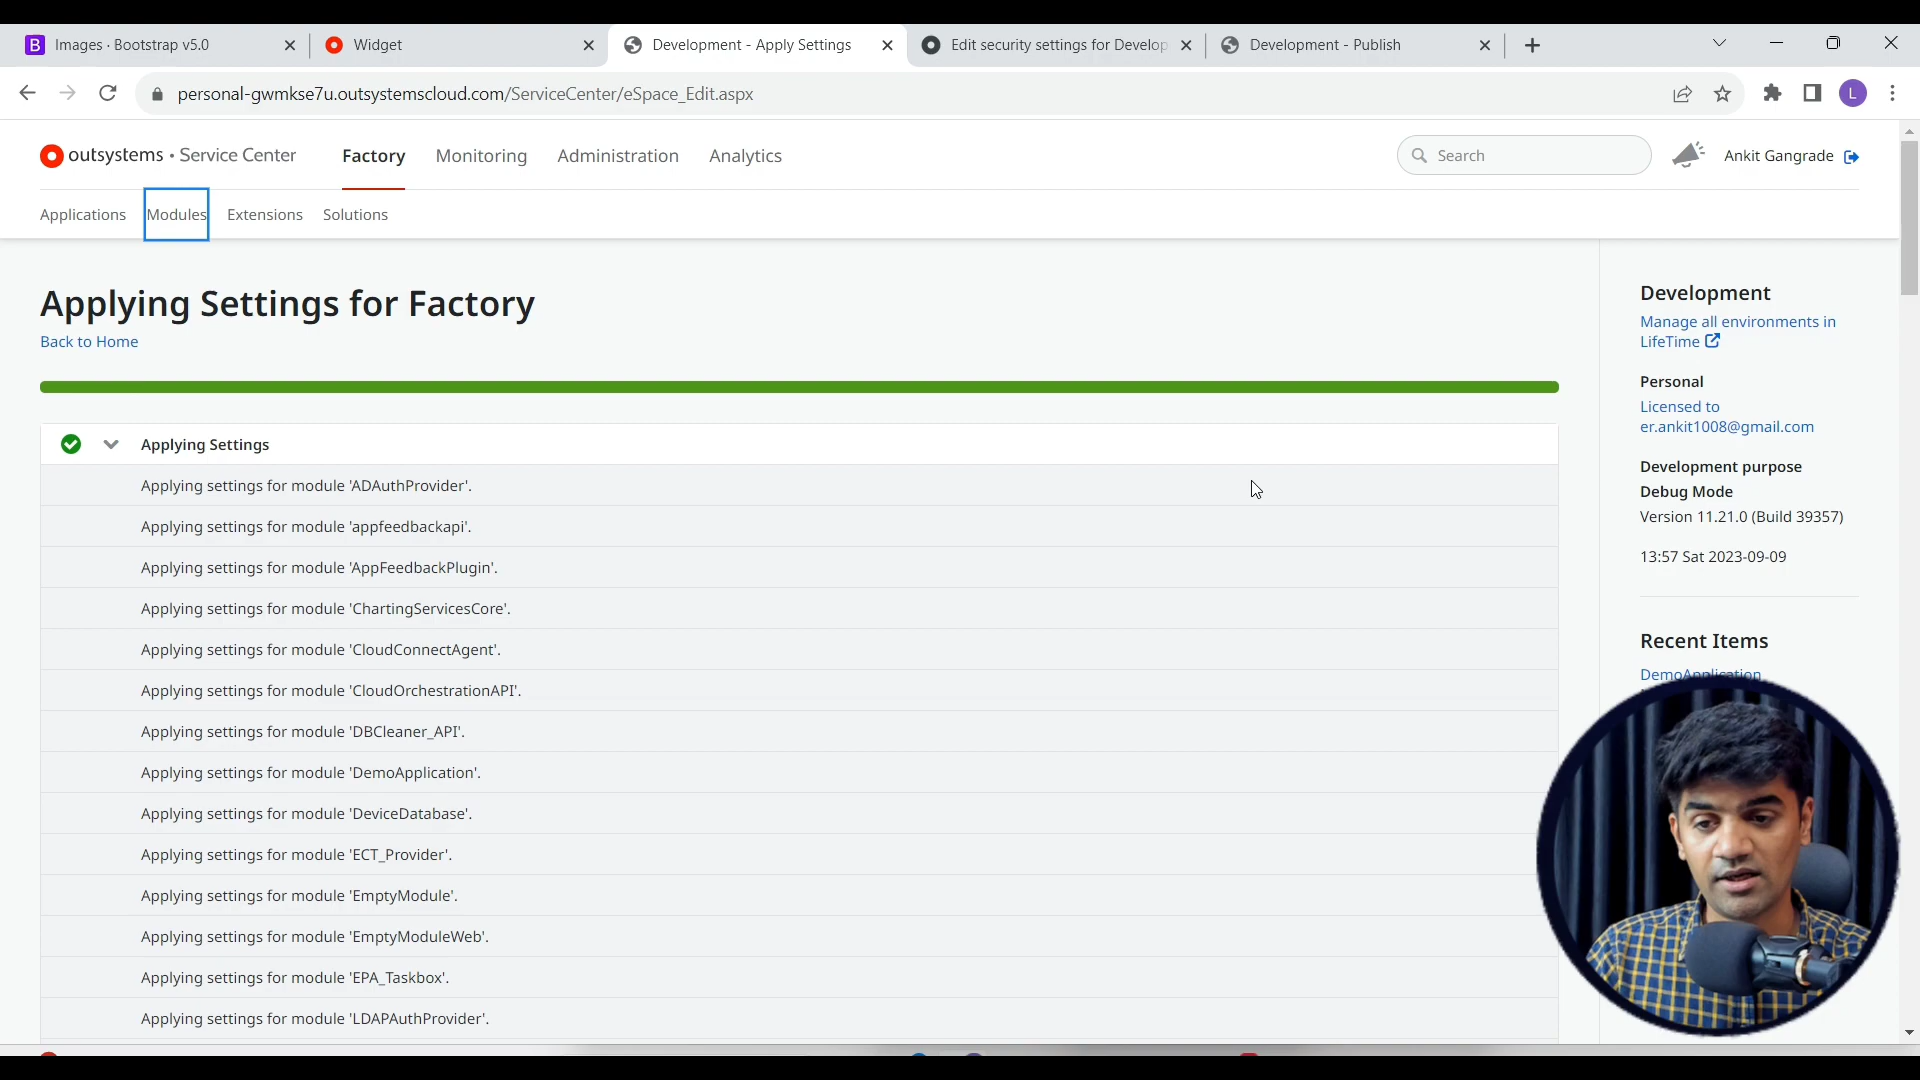 Images · Bootstrap v5.0
Widget
Development - Apply Settings
Edit security settings for Develop
Development - Publish
personal-gwmkse7u.outsystemscloud.com/ServiceCenter/eSpace_Edit.aspx
L
outsystems • Service Center
Factory
Monitoring
Administration
Analytics
Search
Ankit Gangrade
Applications
Modules
Extensions
Solutions
Applying Settings for Factory
Back to Home
Applying Settings
Applying settings for module 'ADAuthProvider'.
Applying settings for module 'appfeedbackapi'.
Applying settings for module 'AppFeedbackPlugin'.
Applying settings for module 'ChartingServicesCore'.
Applying settings for module 'CloudConnectAgent'.
Applying settings for module 'CloudOrchestrationAPI'.
Applying settings for module 'DBCleaner_API'.
Applying settings for module 'DemoApplication'.
Applying settings for module 'DeviceDatabase'.
Applying settings for module 'ECT_Provider'.
Applying settings for module 'EmptyModule'.
Applying settings for module 'EmptyModuleWeb'.
Applying settings for module 'EPA_Taskbox'.
Applying settings for module 'LDAPAuthProvider'.
Development
Manage all environments in
LifeTime
Personal
Licensed to
er.ankit1008@gmail.com
Development purpose
Debug Mode
Version 11.21.0 (Build 39357)
13:57 Sat 2023-09-09
Recent Items
DemoApplication